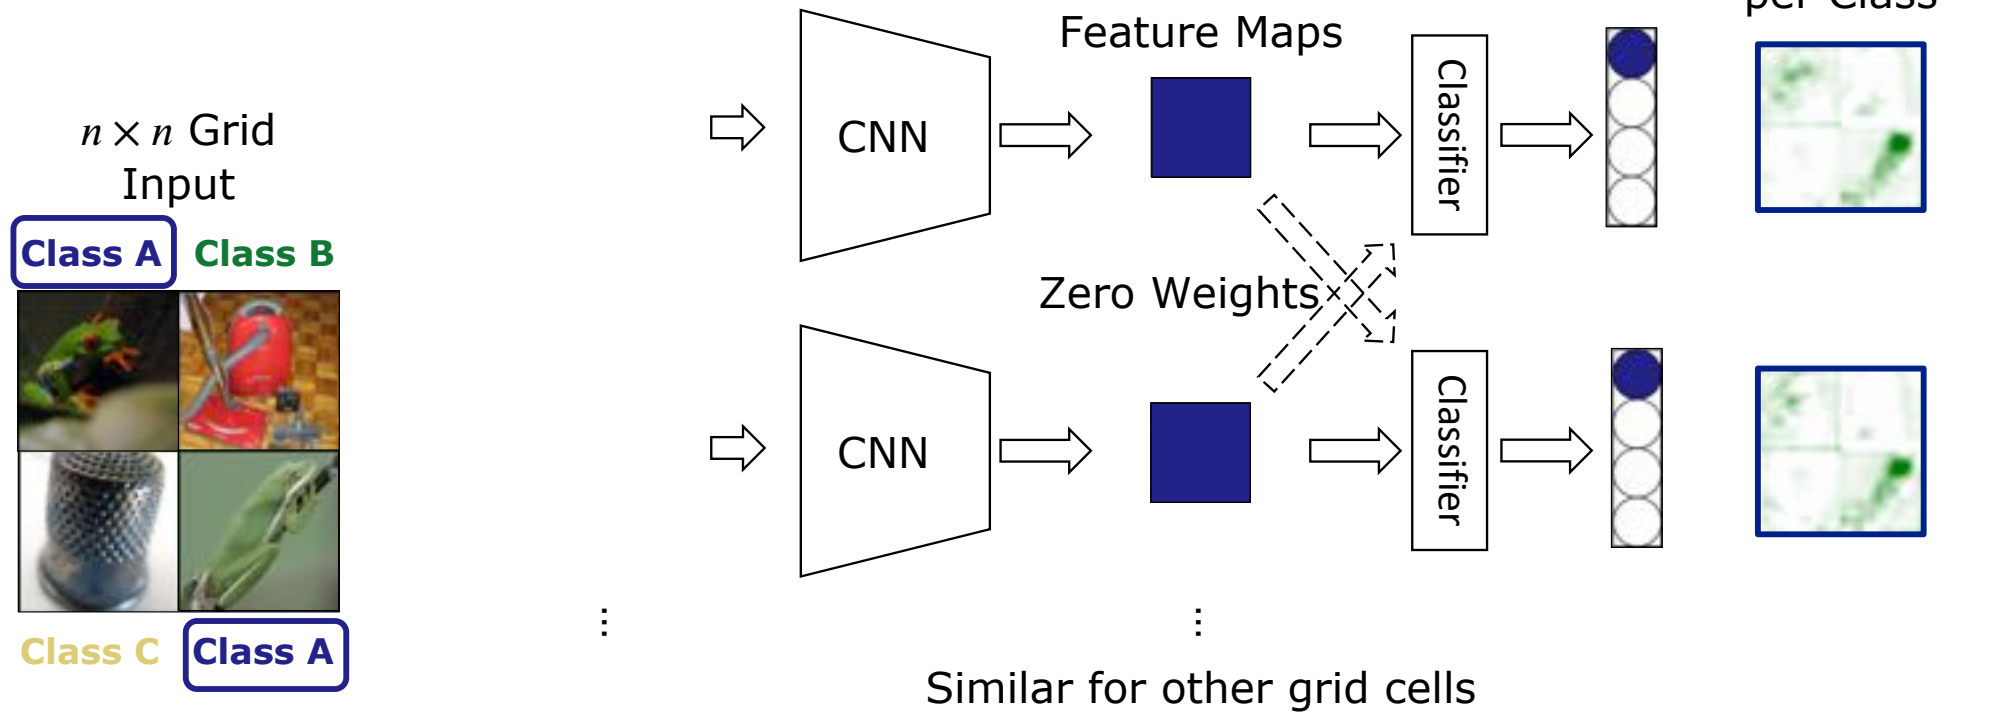 per Class
Feature Maps
n × n Grid
Input
Class A
Class B
CNN
Classifier
Zero Weights
CNN
Classifier
⋮
⋮
Class C
Class A
Similar for other grid cells